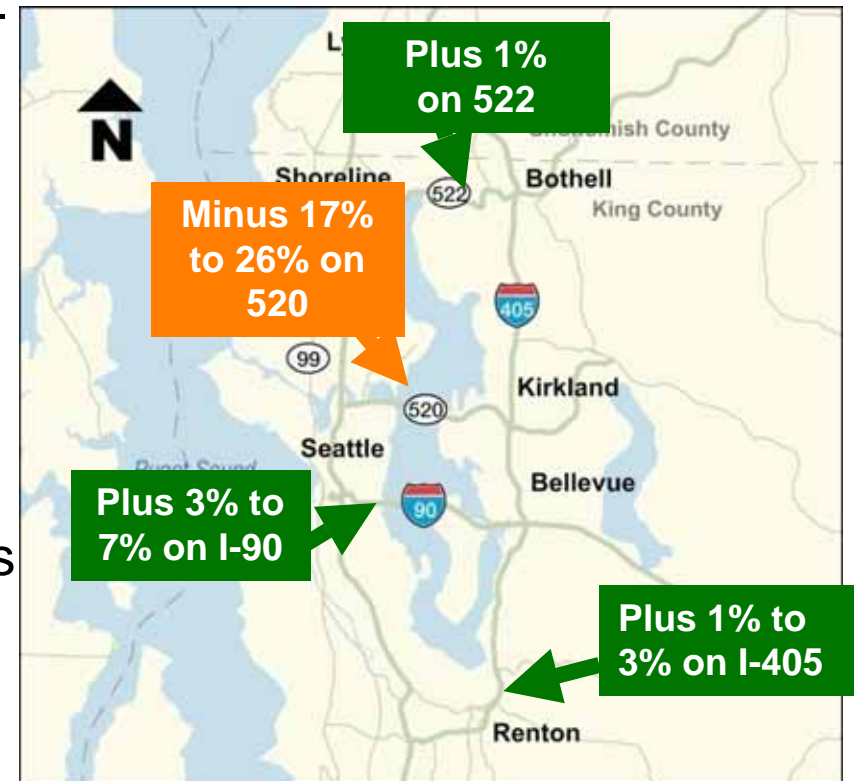 Plus 1%
on 522
N
County
Shoreline
522
Bothell
King County
Minus 17%
to 26% on
520
405
99
Kirkland
520
Seattle
Bellevue
Plus 3% to
7% on I-90
90
s
Plus 1% to
3% on I-405
Renton